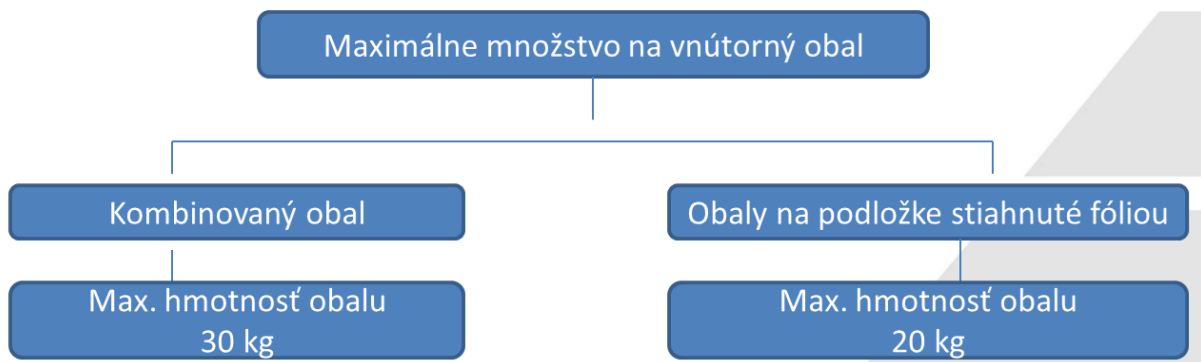 Maximálne množstvo na vnútorný obal
Kombinovaný obal
Obaly na podložke stiahnuté fóliou
Max. hmotnosť obalu
30 kg
Max. hmotnosť obalu
20 kg